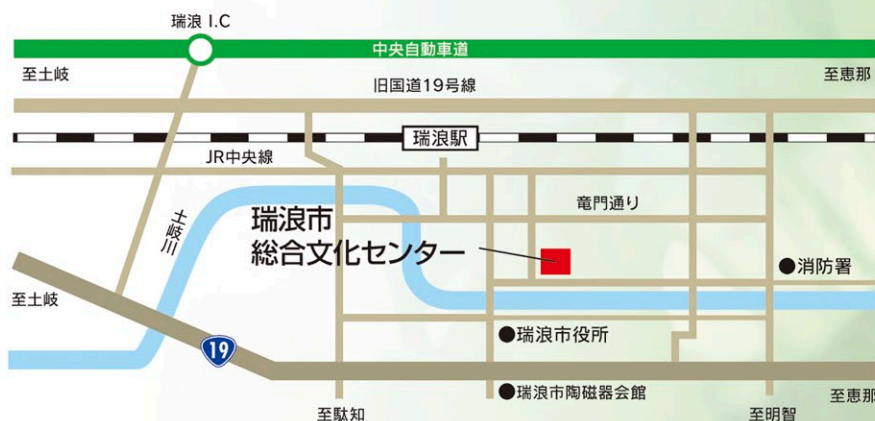 瑞浪 I.C
中央自動車道
至土岐
至恵那
旧国道19号線
瑞浪駅
JR中央線
竜門通り
土岐川
瑞浪市
総合文化センター
●消防署
至土岐
19
●瑞浪市役所
●瑞浪市陶磁器会館
至恵那
至駄知
至明智